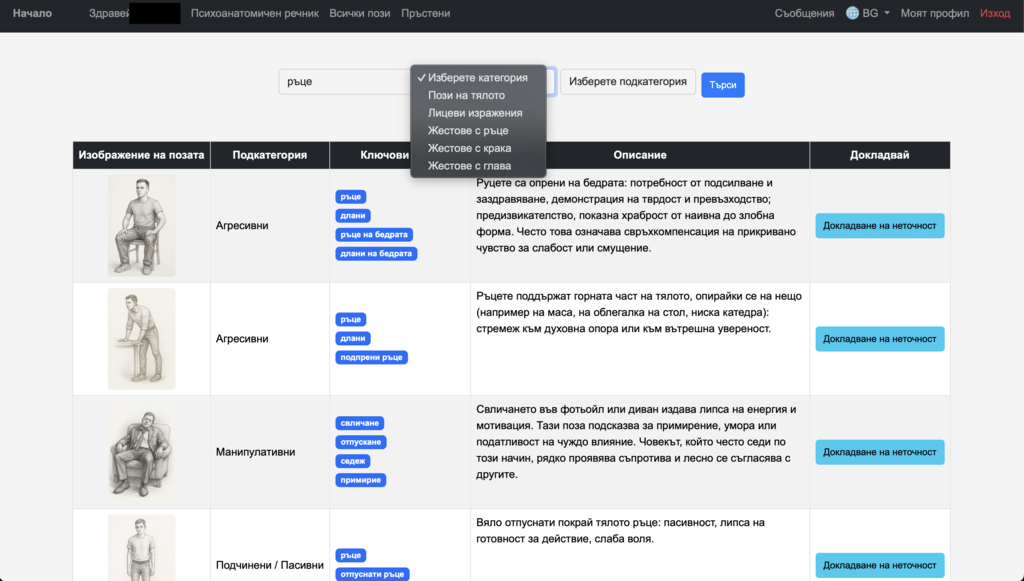 Начало
Здравей
Психоанатомичен речник
Всички пози
Пръстени
Съобщения
BG
Моят профил
Изход
ръце
Изберете категория
Пози на тялото
Лицеви изражения
Жестове с ръце
Жестове с крака
Жестове с глава
Изберете подкатегория
Търси
Изображение на позата
Подкатегория
Ключови
Описание
Докладвай
Агресивни
ръце
длани
ръце на бедрата
длани на бедрата
Руцете са опрени на бедрата: потребност от подсилване и
заздравяване, демонстрация на твърдост и превъзходство;
предизвикателство, показна храброст от наивна до злобна
форма. Често това означава свръхкомпенсация на прикривано
чувство за слабост или смущение.
Докладване на неточност
Агресивни
ръце
длани
подпрени ръце
Ръцете поддържат горната част на тялото, опирайки се на нещо
(например на маса, на облегалка на стол, ниска катедра):
стремеж към духовна опора или към вътрешна увереност.
Докладване на неточност
Манипулативни
свличане
отпускане
седеж
примирие
Свличането във фотьойл или диван издава липса на енергия и
мотивация. Тази поза подсказва за примирение, умора или
податливост на чуждо влияние. Човекът, който често седи по
този начин, рядко проявява съпротива и лесно се съгласява с
другите.
Докладване на неточност
Подчинени / Пасивни
ръце
отпуснати ръце
Вяло отпуснати покрай тялото ръце: пасивност, липса на
готовност за действие, слаба воля.
Докладване на неточност